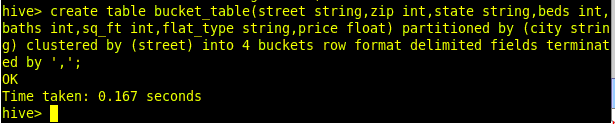 hive> create table bucket_table(street string,zip int,state string,beds int,
baths int,sq_ft int,flat_type string,price float) partitioned by (city strin
g) clustered by (street) into 4 buckets row format delimited fields terminat
ed by ',';
OK
Time taken: 0.167 seconds
hive>